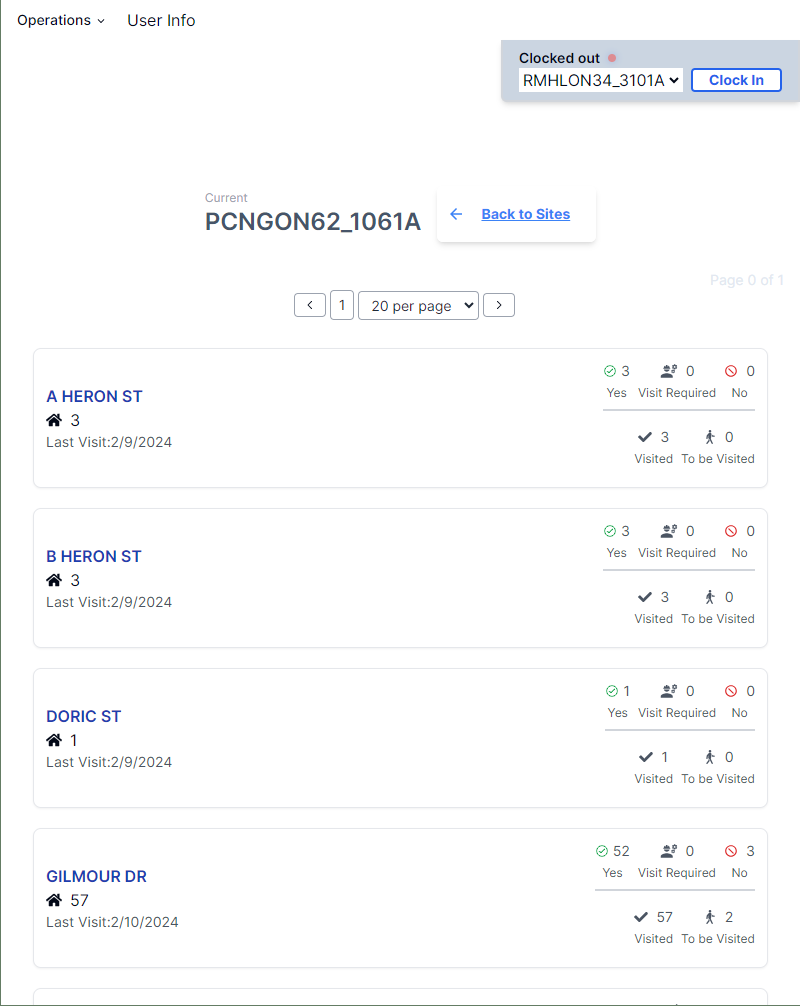 Operations User Info
Clocked out
RMHLON34_3101A Clock In
Current
PCNGON62_1061A
Back to Sites
Page 0 of 1
1 20 per page
A HERON ST
3
Last Visit:2/9/2024
3 0 0
Yes Visit Required No
3 0
Visited To be Visited
B HERON ST
3
Last Visit:2/9/2024
3 0 0
Yes Visit Required No
3 0
Visited To be Visited
DORIC ST
1
Last Visit:2/9/2024
1 0 0
Yes Visit Required No
1 0
Visited To be Visited
GILMOUR DR
57
Last Visit:2/10/2024
52 0 3
Yes Visit Required No
57 2
Visited To be Visited